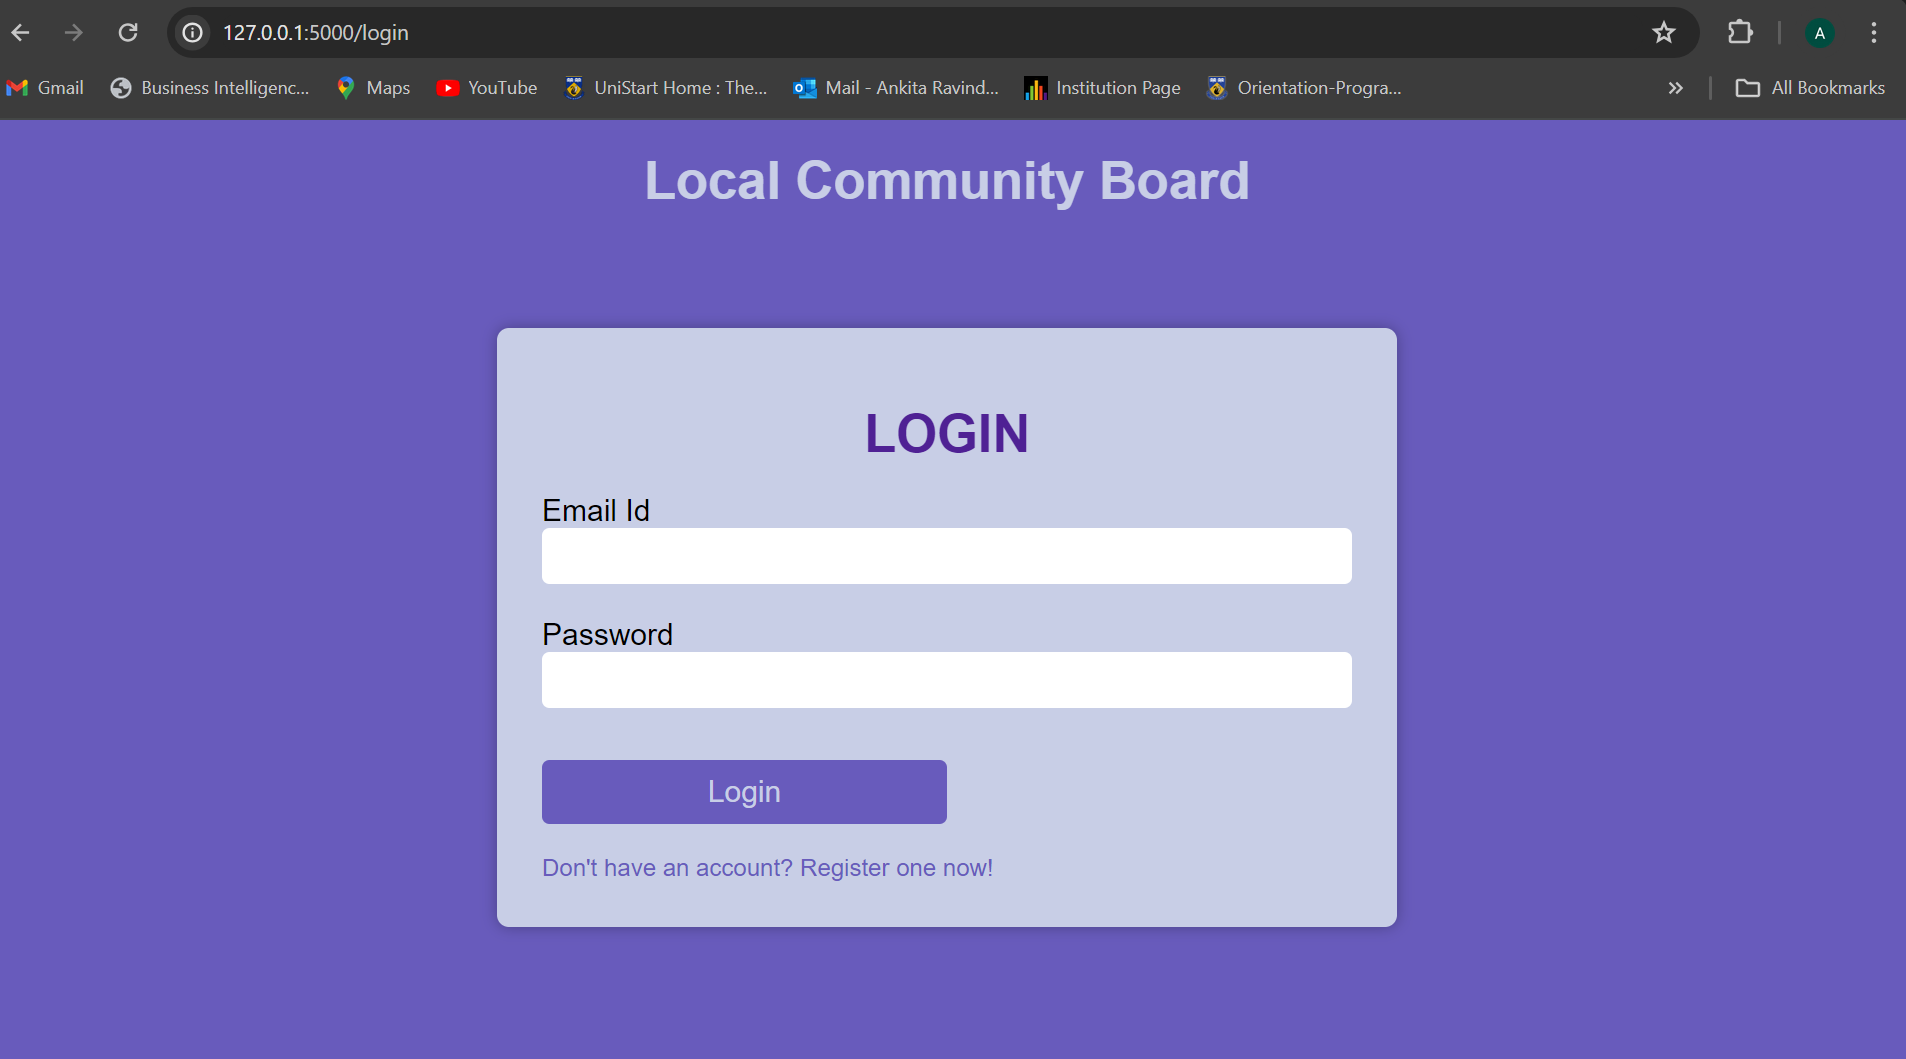 127.0.0.1:5000/login
A
Gmail Business Intelligenc... Maps YouTube UniStart Home : The... Mail - Ankita Ravind... Institution Page Orientation-Progra... » All Bookmarks
Local Community Board
LOGIN
Email Id
Password
Login
Don't have an account? Register one now!